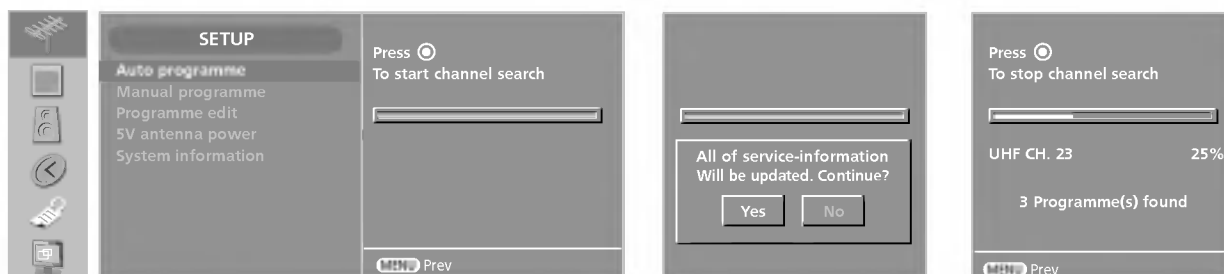 SETUP
Auto programme
Manual programme
Programme edit
5V antenna power
System information
Press
To start channel search
MENU Prev
All of service-information
Will be updated. Continue?
Yes No
Press
To stop channel search
UHF CH. 23 25%
3 Programme(s) found
MENU Prev